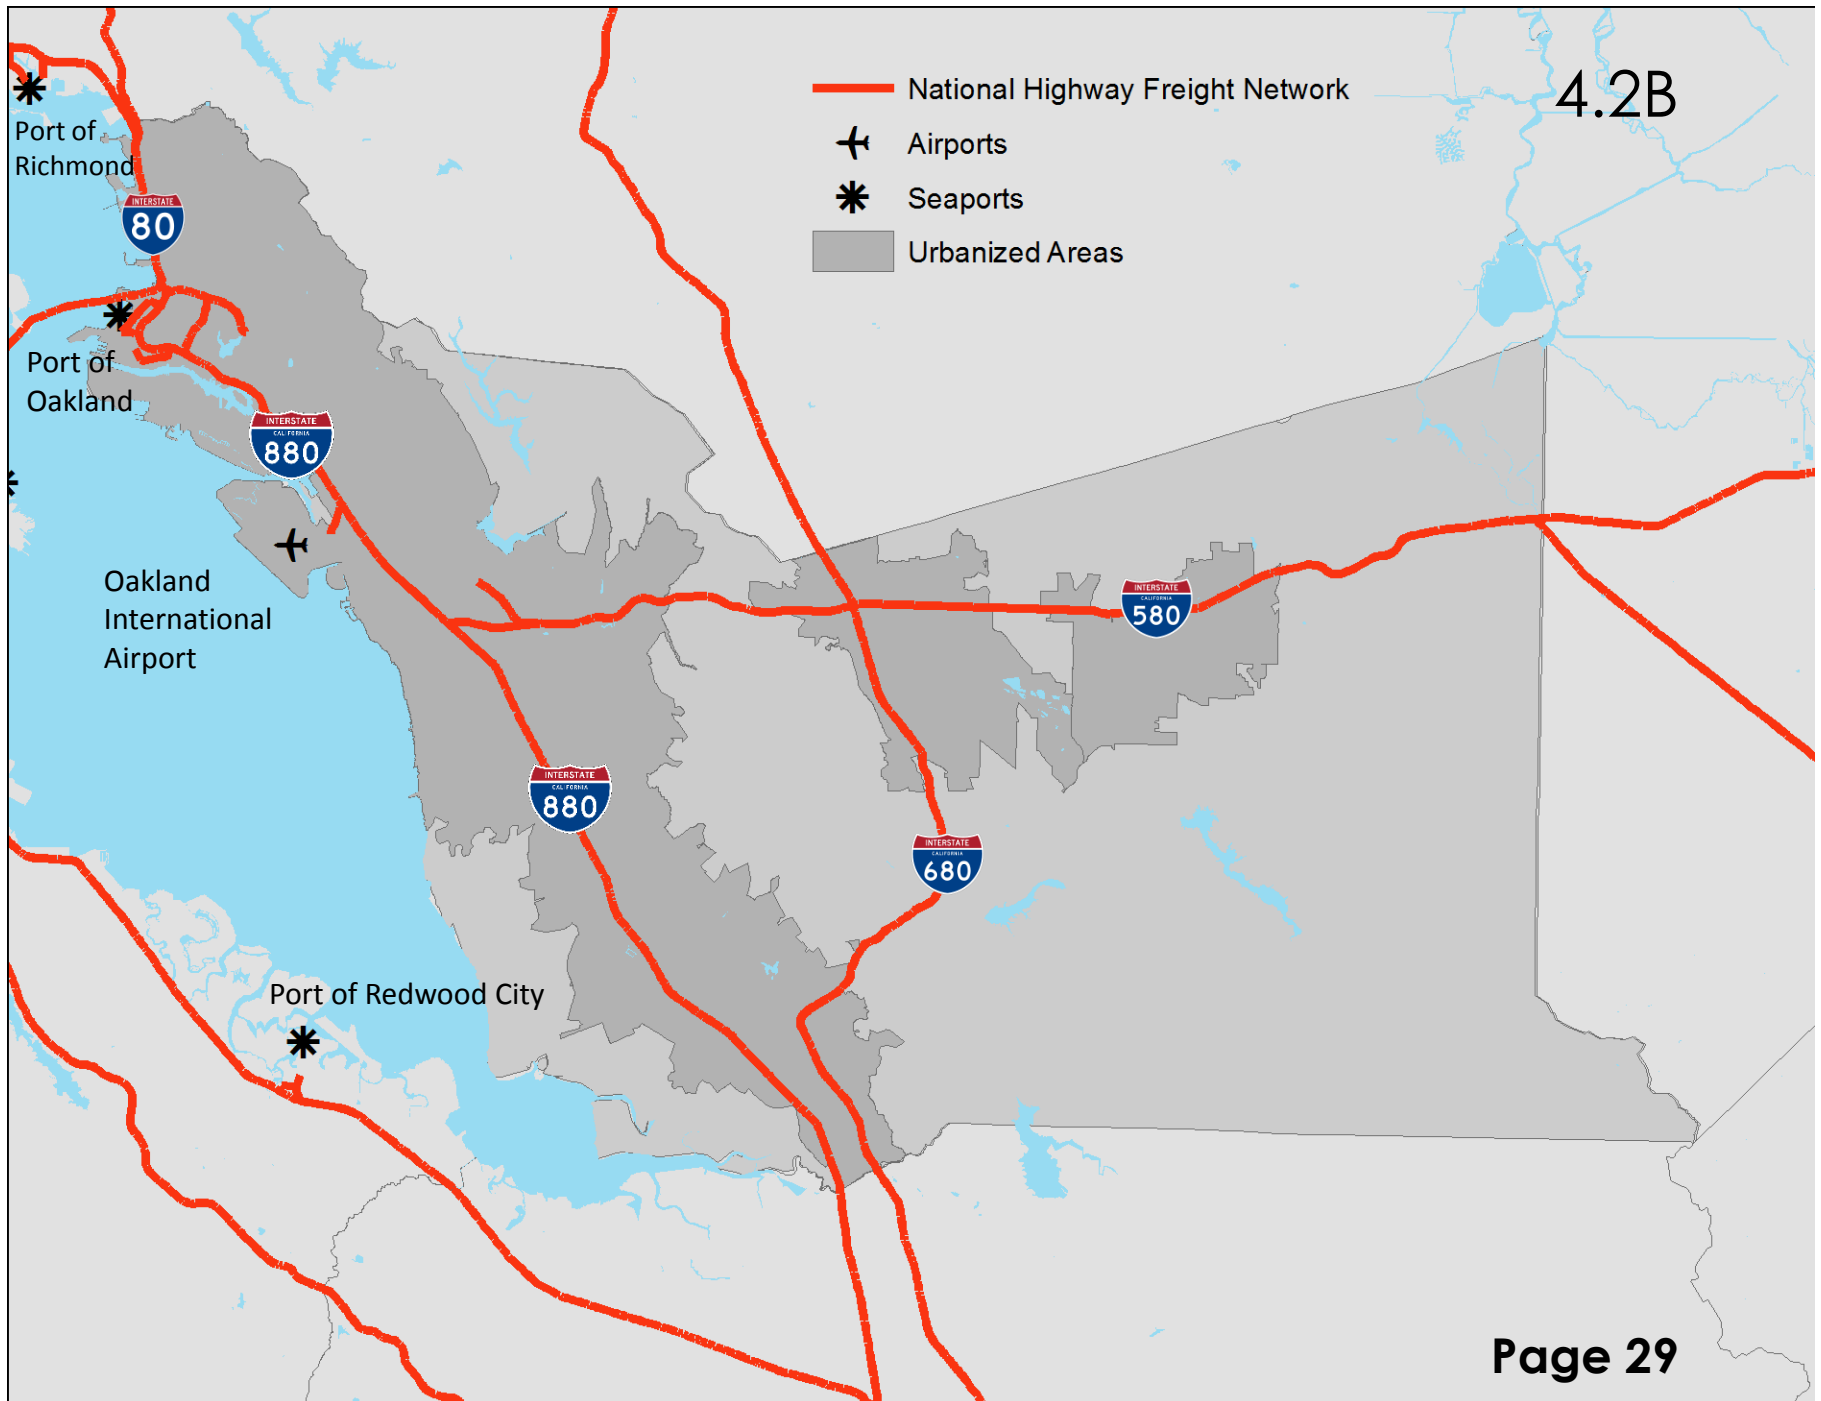 National Highway Freight Network
Airports
Seaports
Urbanized Areas
4.2B
Port of
Richmond
INTERSTATE
80
Port of
Oakland
INTERSTATE
CALIFORNIA
880
Oakland
International
Airport
INTERSTATE
CALIFORNIA
580
INTERSTATE
CALIFORNIA
880
INTERSTATE
CALIFORNIA
680
Port of Redwood City
Page 29